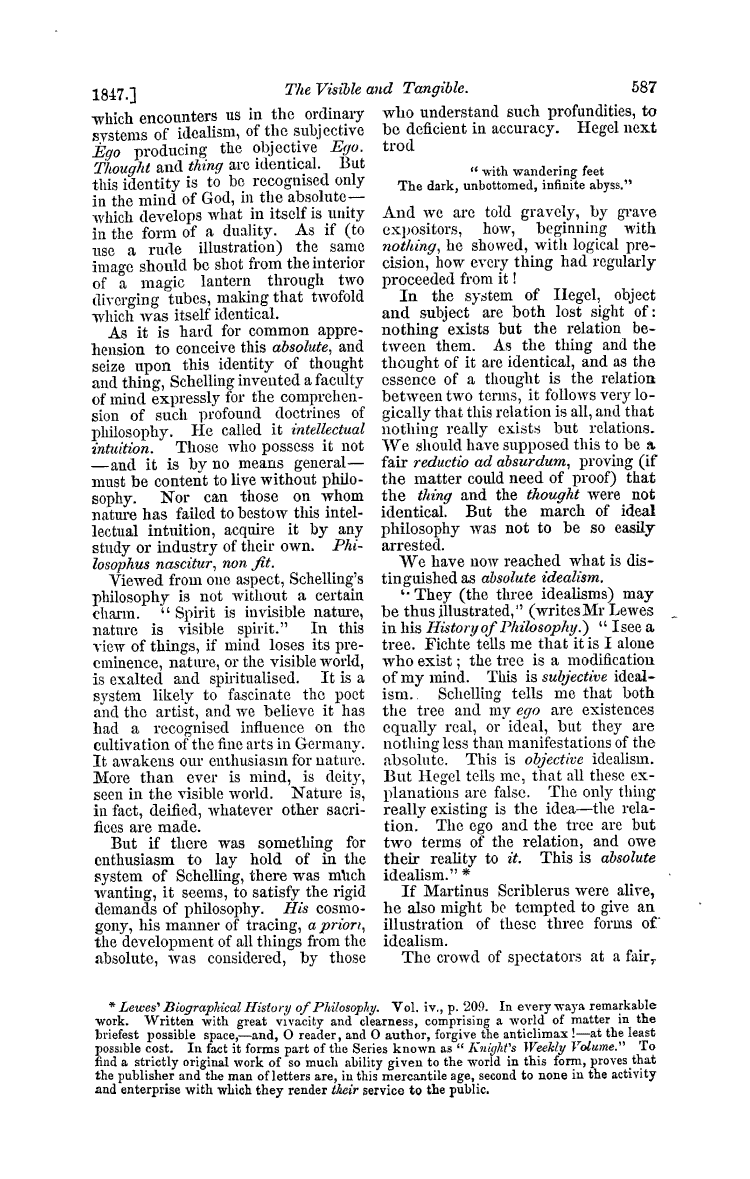 1847.] The Visible and Tangible. 587
which encounters us in the ordinary
systems of idealism, of the subjective
Ego producing the objective Ego.
Thought and thing are identical. But
this identity is to be recognised only
in the mind of God, in the absolute—
which develops what in itself is unity
in the form of a duality. As if (to
use a rude illustration) the same
image should be shot from the interior
of a magic lantern through two
diverging tubes, making that twofold
which was itself identical.
As it is hard for common appre-
hension to conceive this absolute, and
seize upon this identity of thought
and thing, Schelling invented a faculty
of mind expressly for the comprehen-
sion of such profound doctrines of
philosophy. He called it intellectual
intuition. Those who possess it not
—and it is by no means general—
must be content to live without philo-
sophy. Nor can those on whom
nature has failed to bestow this intel-
lectual intuition, acquire it by any
study or industry of their own. Phi-
losophus nascitur, non fit.
Viewed from one aspect, Schelling's
philosophy is not without a certain
charm. "Spirit is invisible nature,
nature is visible spirit." In this
view of things, if mind loses its pre-
eminence, nature, or the visible world,
is exalted and spiritualised. It is a
system likely to fascinate the poet
and the artist, and we believe it has
had a recognised influence on the
cultivation of the fine arts in Germany.
It awakens our enthusiasm for nature.
More than ever is mind, is deity,
seen in the visible world. Nature is,
in fact, deified, whatever other sacri-
fices are made.
But if there was something for
enthusiasm to lay hold of in the
system of Schelling, there was much
wanting, it seems, to satisfy the rigid
demands of philosophy. His cosmo-
gony, his manner of tracing, a priori,
the development of all things from the
absolute, was considered, by those
who understand such profundities, to
be deficient in accuracy. Hegel next
trod
"with wandering feet
The dark, unbottomed, infinite abyss."
And we are told gravely, by grave
expositors, how, beginning with
nothing, he showed, with logical pre-
cision, how every thing had regularly
proceeded from it!
In the system of Hegel, object
and subject are both lost sight of:
nothing exists but the relation be-
tween them. As the thing and the
thought of it are identical, and as the
essence of a thought is the relation
between two terms, it follows very lo-
gically that this relation is all, and that
nothing really exists but relations.
We should have supposed this to be a
fair reductio ad absurdum, proving (if
the matter could need of proof) that
the thing and the thought were not
identical. But the march of ideal
philosophy was not to be so easily
arrested.
We have now reached what is dis-
tinguished as absolute idealism.
"They (the three idealisms) may
be thus illustrated," (writes Mr Lewes
in his History of Philosophy.) "I see a
tree. Fichte tells me that it is I alone
who exist; the tree is a modification
of my mind. This is subjective ideal-
ism. Schelling tells me that both
the tree and my ego are existences
equally real, or ideal, but they are
nothing less than manifestations of the
absolute. This is objective idealism.
But Hegel tells me, that all these ex-
planations are false. The only thing
really existing is the idea—the rela-
tion. The ego and the tree are but
two terms of the relation, and owe
their reality to it. This is absolute
idealism." *
If Martinus Scriblerus were alive,
he also might be tempted to give an
illustration of these three forms of
idealism.
The crowd of spectators at a fair,
* Lewes' Biographical History of Philosophy. Vol. iv., p. 209. In every way a remarkable
work. Written with great vivacity and clearness, comprising a world of matter in the
briefest possible space,—and, O reader, and O author, forgive the anticlimax!—at the least
possible cost. In fact it forms part of the Series known as "Knight's Weekly Volume." To
find a strictly original work of so much ability given to the world in this form, proves that
the publisher and the man of letters are, in this mercantile age, second to none in the activity
and enterprise with which they render their service to the public.